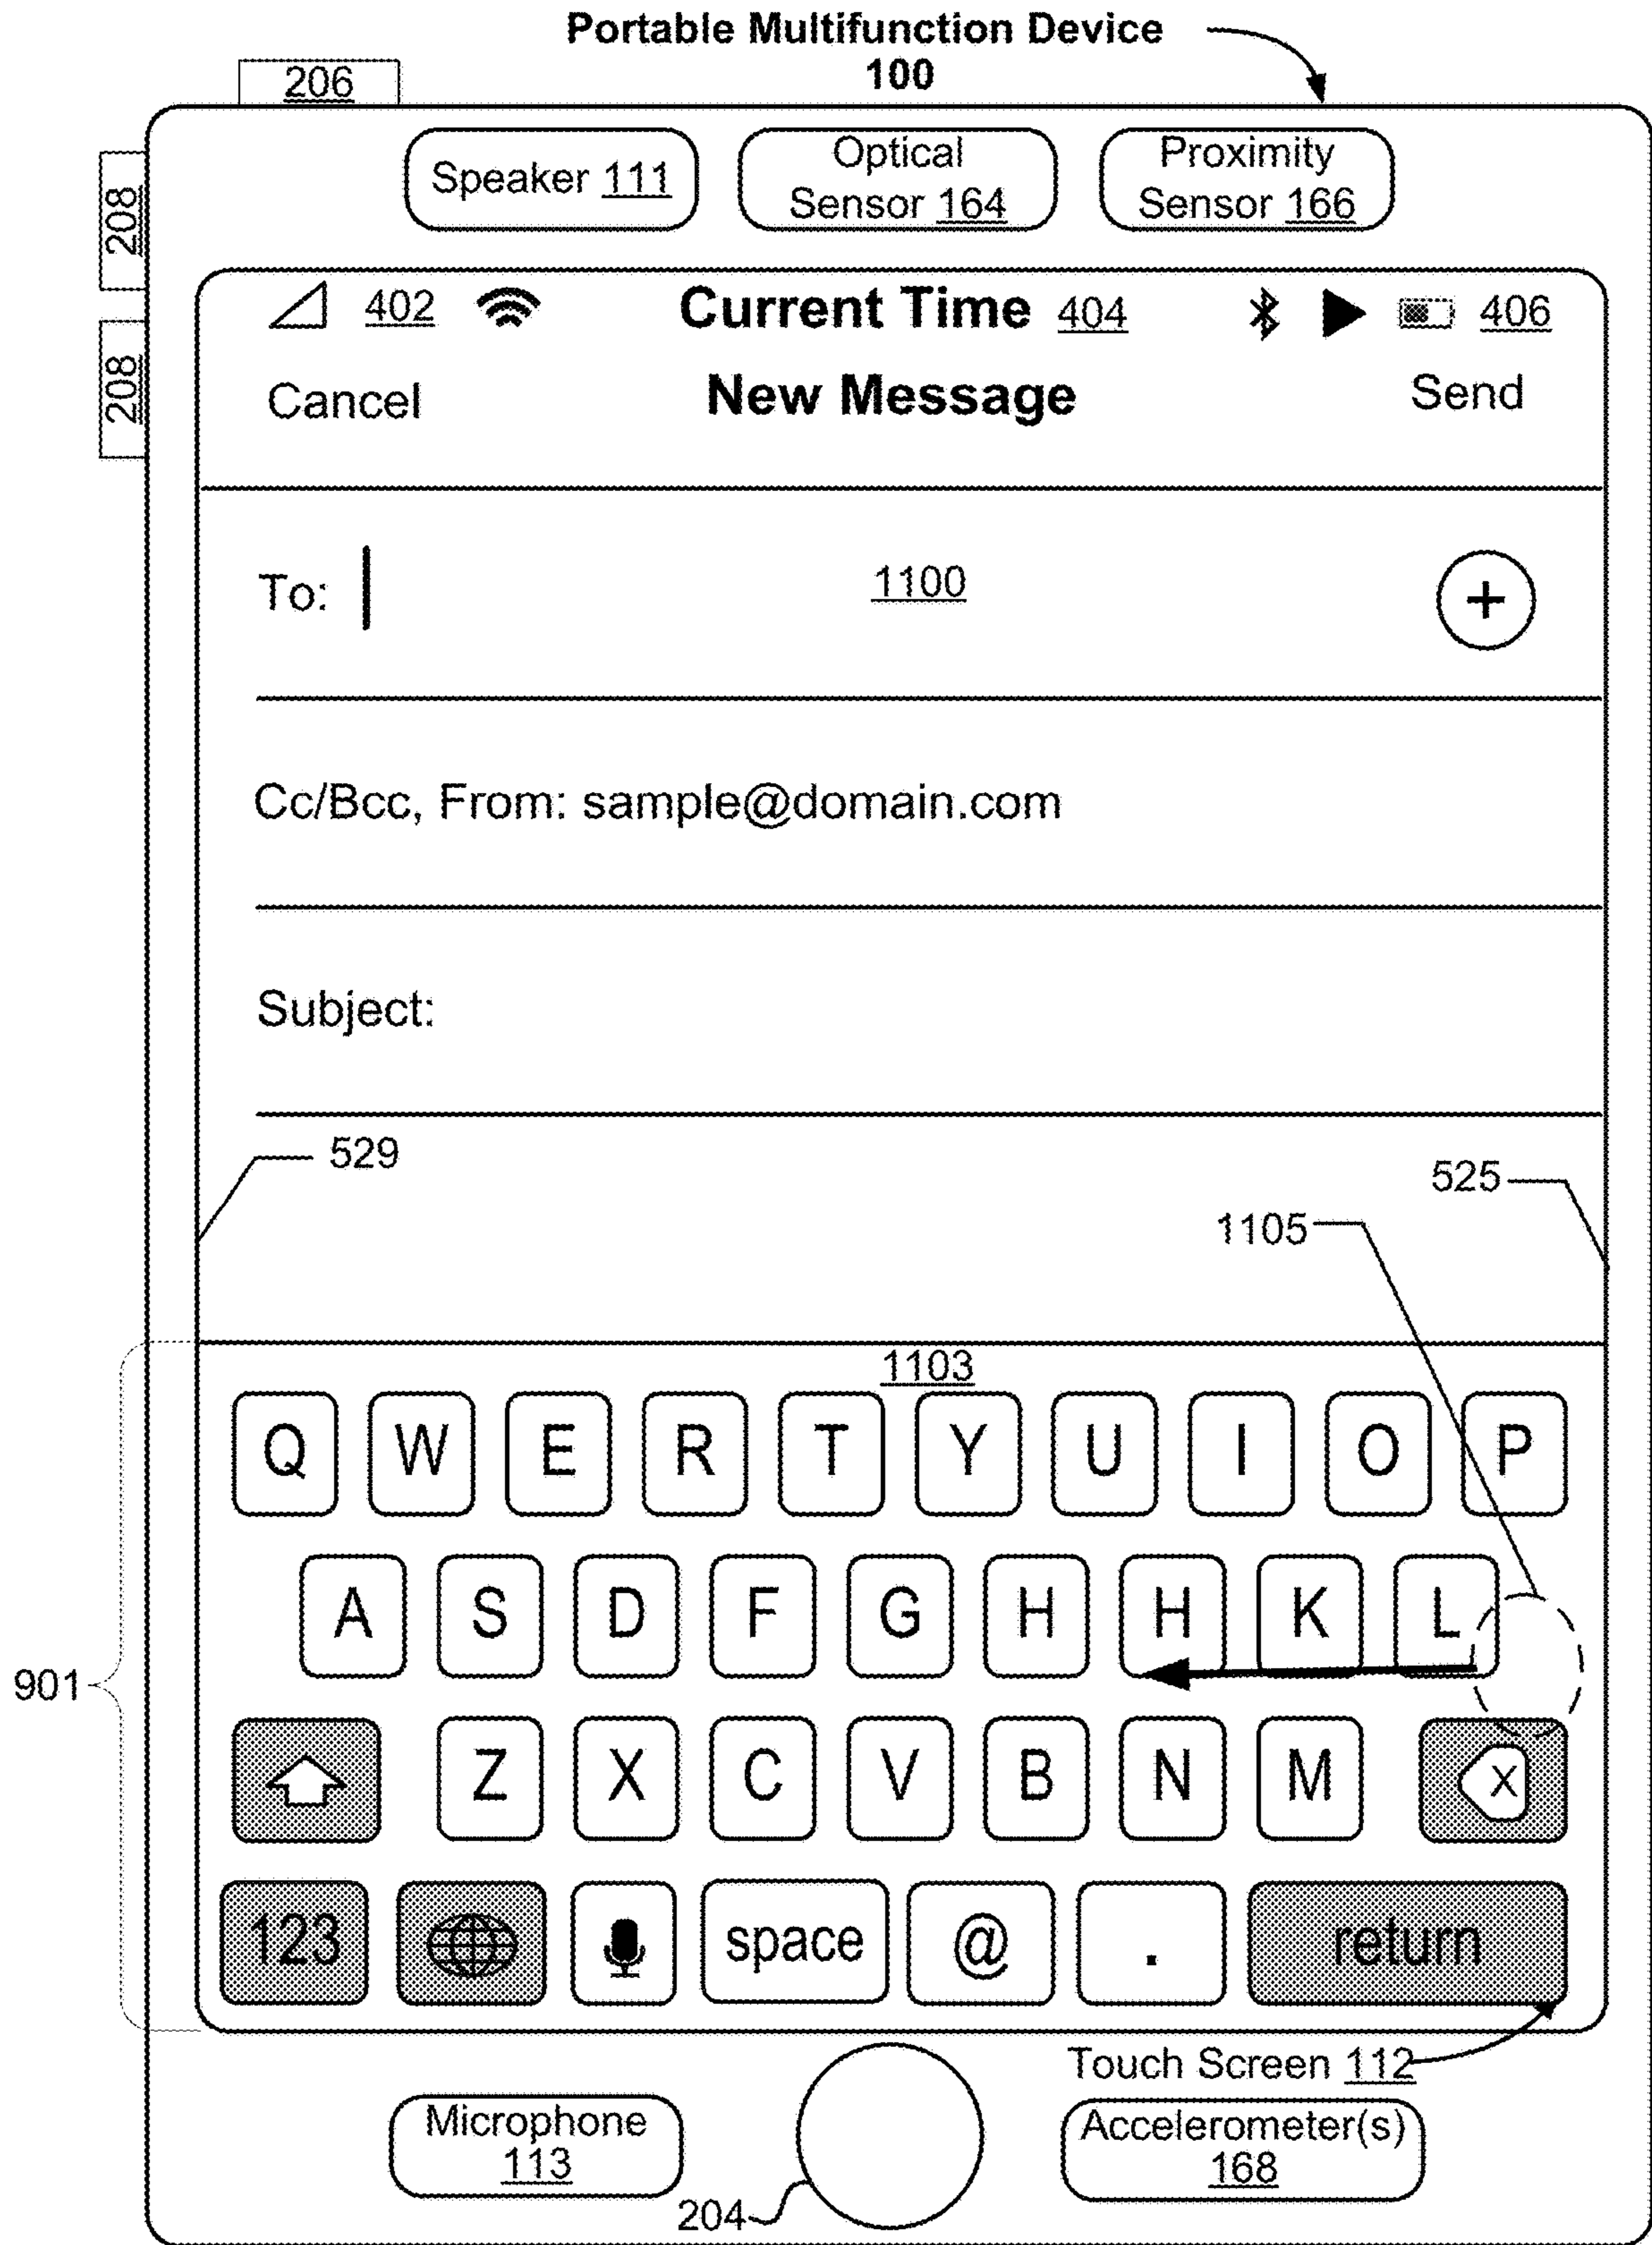 Portable Multifunction Device
100
206
208
208
Speaker 111
Optical
Sensor 164
Proximity
Sensor 166
402 Current Time 404 406
Cancel New Message Send
To: 1100 +
Cc/Bcc, From: sample@domain.com
Subject:
529
525
1105
1103
Q W E R T Y U I O P
A S D F G H H K L
901
Z X C V B N M X
123 space @ . return
Touch Screen 112
Microphone
113
Accelerometer(s)
168
204